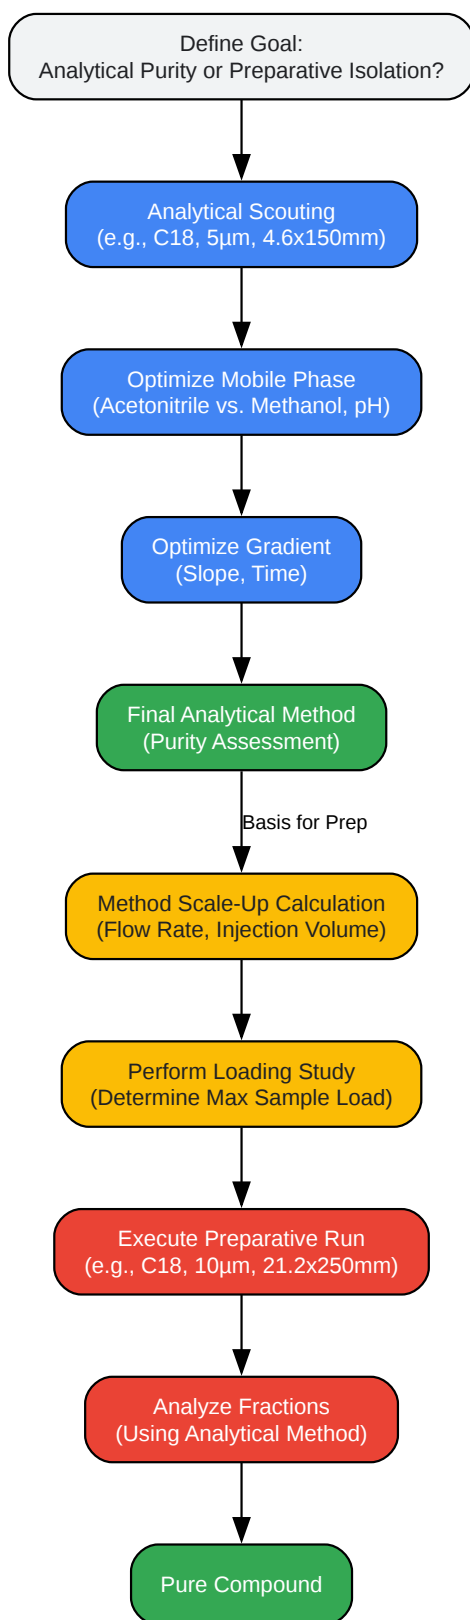 Define Goal:
Analytical Purity or Preparative Isolation?
Analytical Scouting
(e.g., C18, 5µm, 4.6x150mm)
Optimize Mobile Phase
(Acetonitrile vs. Methanol, pH)
Optimize Gradient
(Slope, Time)
Final Analytical Method
(Purity Assessment)
Basis for Prep
Method Scale-Up Calculation
(Flow Rate, Injection Volume)
Perform Loading Study
(Determine Max Sample Load)
Execute Preparative Run
(e.g., C18, 10µm, 21.2x250mm)
Analyze Fractions
(Using Analytical Method)
Pure Compound